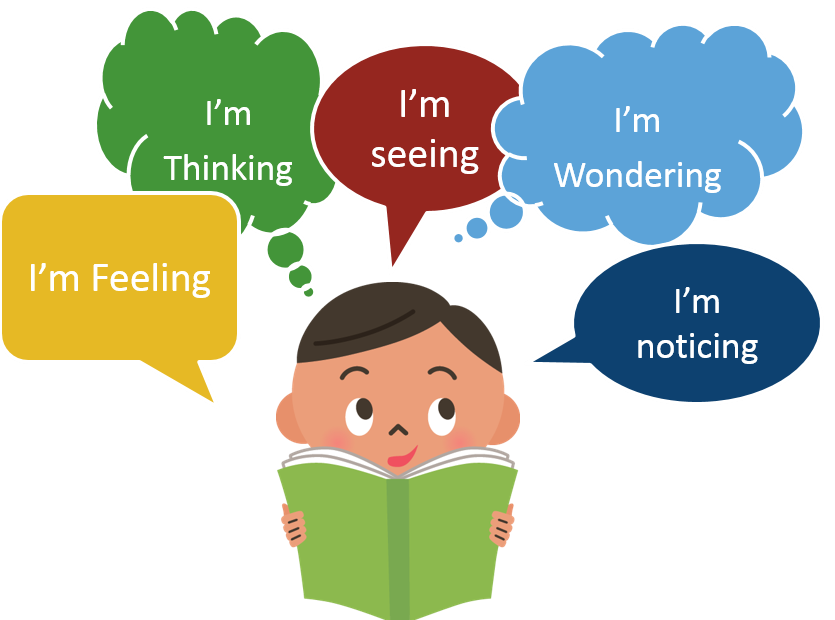 I'm
Thinking
I'm
seeing
I'm
Wondering
I'm Feeling
I'm
noticing